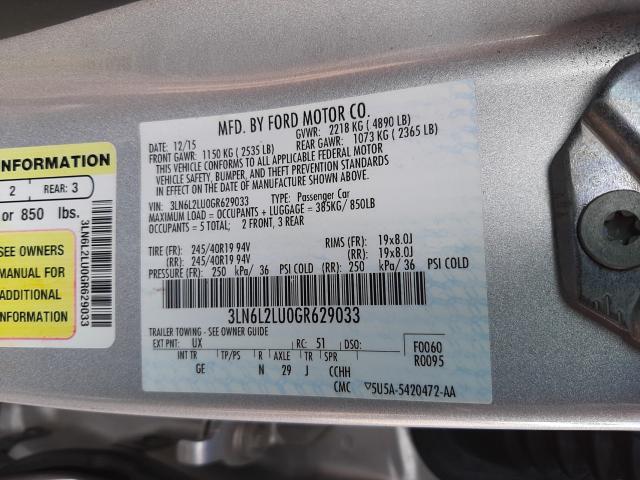 MFD. BY FORD MOTOR CO.
DATE: 12/15 GVWR: 2218 KG ( 4890 LB)
FRONT GAWR: 1150 KG ( 2535 LB) REAR GAWR: 1073 KG ( 2365 LB)
THIS VEHICLE CONFORMS TO ALL APPLICABLE FEDERAL MOTOR
VEHICLE SAFETY, BUMPER, AND THEFT PREVENTION STANDARDS
IN EFFECT ON THE DATE OF MANUFACTURE SHOWN ABOVE.
VIN: 3LN6L2LU0GR629033 TYPE: Passenger Car
MAXIMUM LOAD = OCCUPANTS + LUGGAGE = 385KG/ 850LB
OCCUPANTS = 5 TOTAL; 2 FRONT, 3 REAR
TIRE (FR): 245/40R19 94V RIMS (FR): 19x8.0J
(RR): 245/40R19 94V (RR): 19x8.0J
PRESSURE (FR): 250 kPa/ 36 PSI COLD (RR): 250 kPa/ 36 PSI COLD
3LN6L2LU0GR629033
TRAILER TOWING - SEE OWNER GUIDE
EXT PNT: UX RC: 51 DSO: F0060
INT TR TP/PS R AXLE TR SPR R0095
GE N 29 J CCHH
CMC ▽5U5A-5420472-AA
INFORMATION
2 REAR: 3
or 850 lbs.
SEE OWNERS
MANUAL FOR
ADDITIONAL
INFORMATION
3LN6L2LU0GR629033